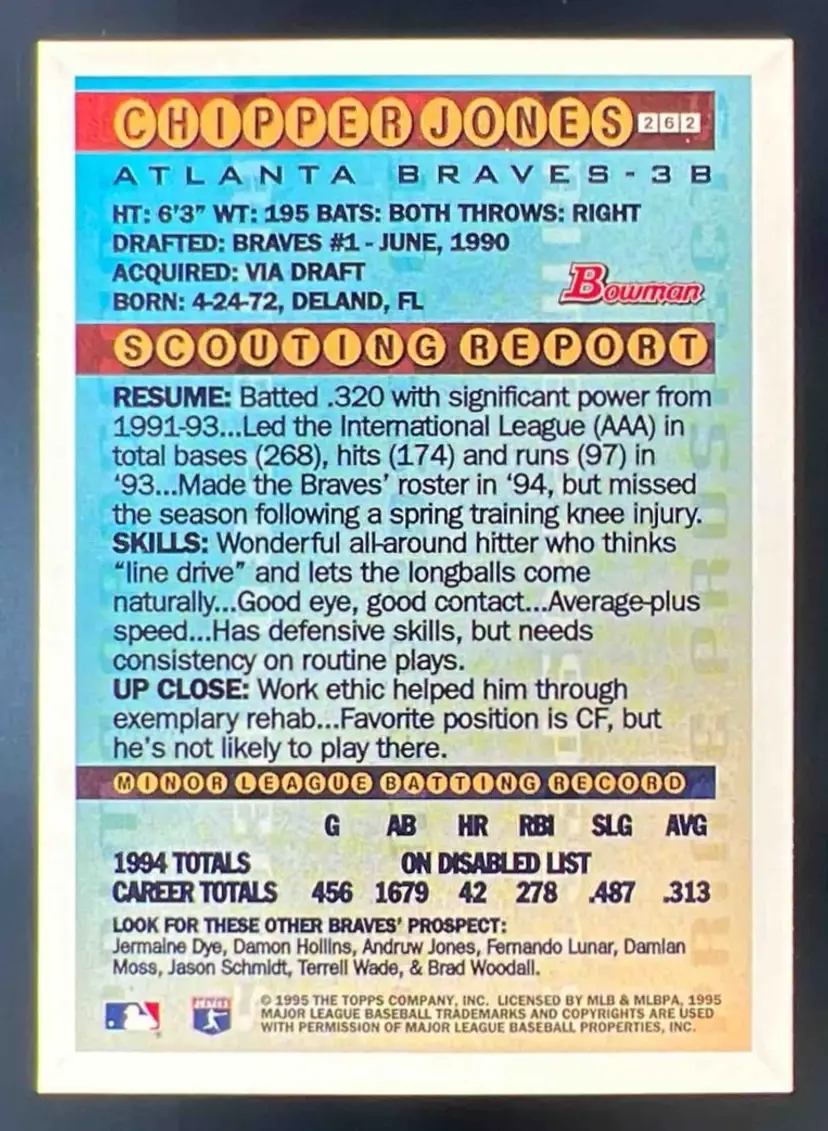 CHIPPER JONES 262
ATLANTA BRAVES-3B
HT: 6'3" WT: 195 BATS: BOTH THROWS: RIGHT
DRAFTED: BRAVES #1 - JUNE, 1990
ACQUIRED: VIA DRAFT
BORN: 4-24-72, DELAND, FL
Bowman
SCOUTING REPORT
RESUME: Batted .320 with significant power from
1991-93...Led the International League (AAA) in
total bases (268), hits (174) and runs (97) in
'93...Made the Braves' roster in '94, but missed
the season following a spring training knee injury.
SKILLS: Wonderful all-around hitter who thinks
"line drive" and lets the longballs come
naturally...Good eye, good contact...Average-plus
speed...Has defensive skills, but needs
consistency on routine plays.
UP CLOSE: Work ethic helped him through
exemplary rehab...Favorite position is CF, but
he's not likely to play there.
MINOR LEAGUE BATTING RECORD
G AB HR RBI SLG AVG
1994 TOTALS ON DISABLED LIST
CAREER TOTALS 456 1679 42 278 .487 .313
LOOK FOR THESE OTHER BRAVES' PROSPECT:
Jermaine Dye, Damon Hollins, Andruw Jones, Fernando Lunar, Damian
Moss, Jason Schmidt, Terrell Wade, & Brad Woodall.
© 1995 THE TOPPS COMPANY, INC. LICENSED BY MLB & MLBPA, 1995
MAJOR LEAGUE BASEBALL TRADEMARKS AND COPYRIGHTS ARE USED
WITH PERMISSION OF MAJOR LEAGUE BASEBALL PROPERTIES, INC.